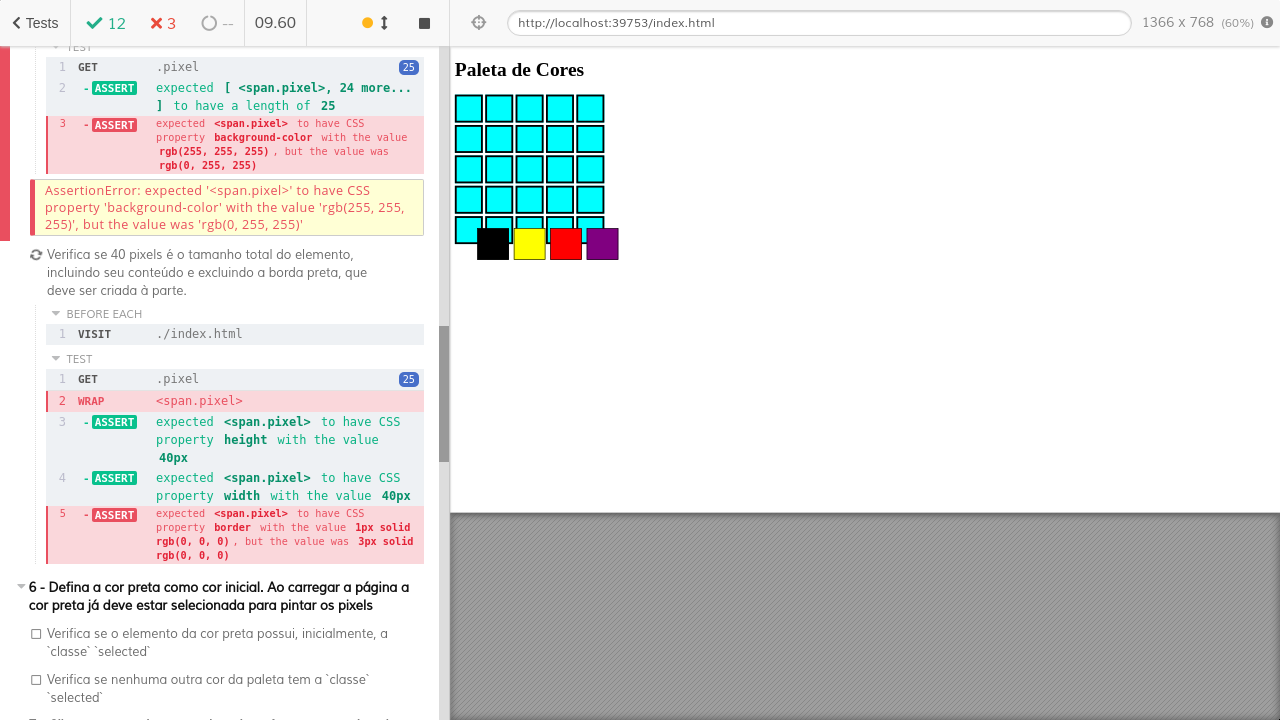 Tests
12
3
--
09.60
http://localhost:39753/index.html
1366 x 768 (60%)
TEST
1 GET .pixel 25
2 -ASSERT expected [ <span.pixel>, 24 more...
] to have a length of 25
3 -ASSERT expected <span.pixel> to have CSS
property background-color with the value
rgb(255, 255, 255), but the value was
rgb(0, 255, 255)
AssertionError: expected '<span.pixel>' to have CSS
property 'background-color' with the value 'rgb(255, 255,
255)', but the value was 'rgb(0, 255, 255)'
Verifica se 40 pixels é o tamanho total do elemento,
incluindo seu conteúdo e excluindo a borda preta, que
deve ser criada à parte.
BEFORE EACH
1 VISIT ./index.html
TEST
1 GET .pixel 25
2 WRAP <span.pixel>
3 -ASSERT expected <span.pixel> to have CSS
property height with the value
40px
4 -ASSERT expected <span.pixel> to have CSS
property width with the value 40px
5 -ASSERT expected <span.pixel> to have CSS
property border with the value 1px solid
rgb(0, 0, 0), but the value was 3px solid
rgb(0, 0, 0)
6 - Defina a cor preta como cor inicial. Ao carregar a página a
cor preta já deve estar selecionada para pintar os pixels
Verifica se o elemento da cor preta possui, inicialmente, a
`classe` `selected`
Verifica se nenhuma outra cor da paleta tem a `classe`
`selected`
Paleta de Cores